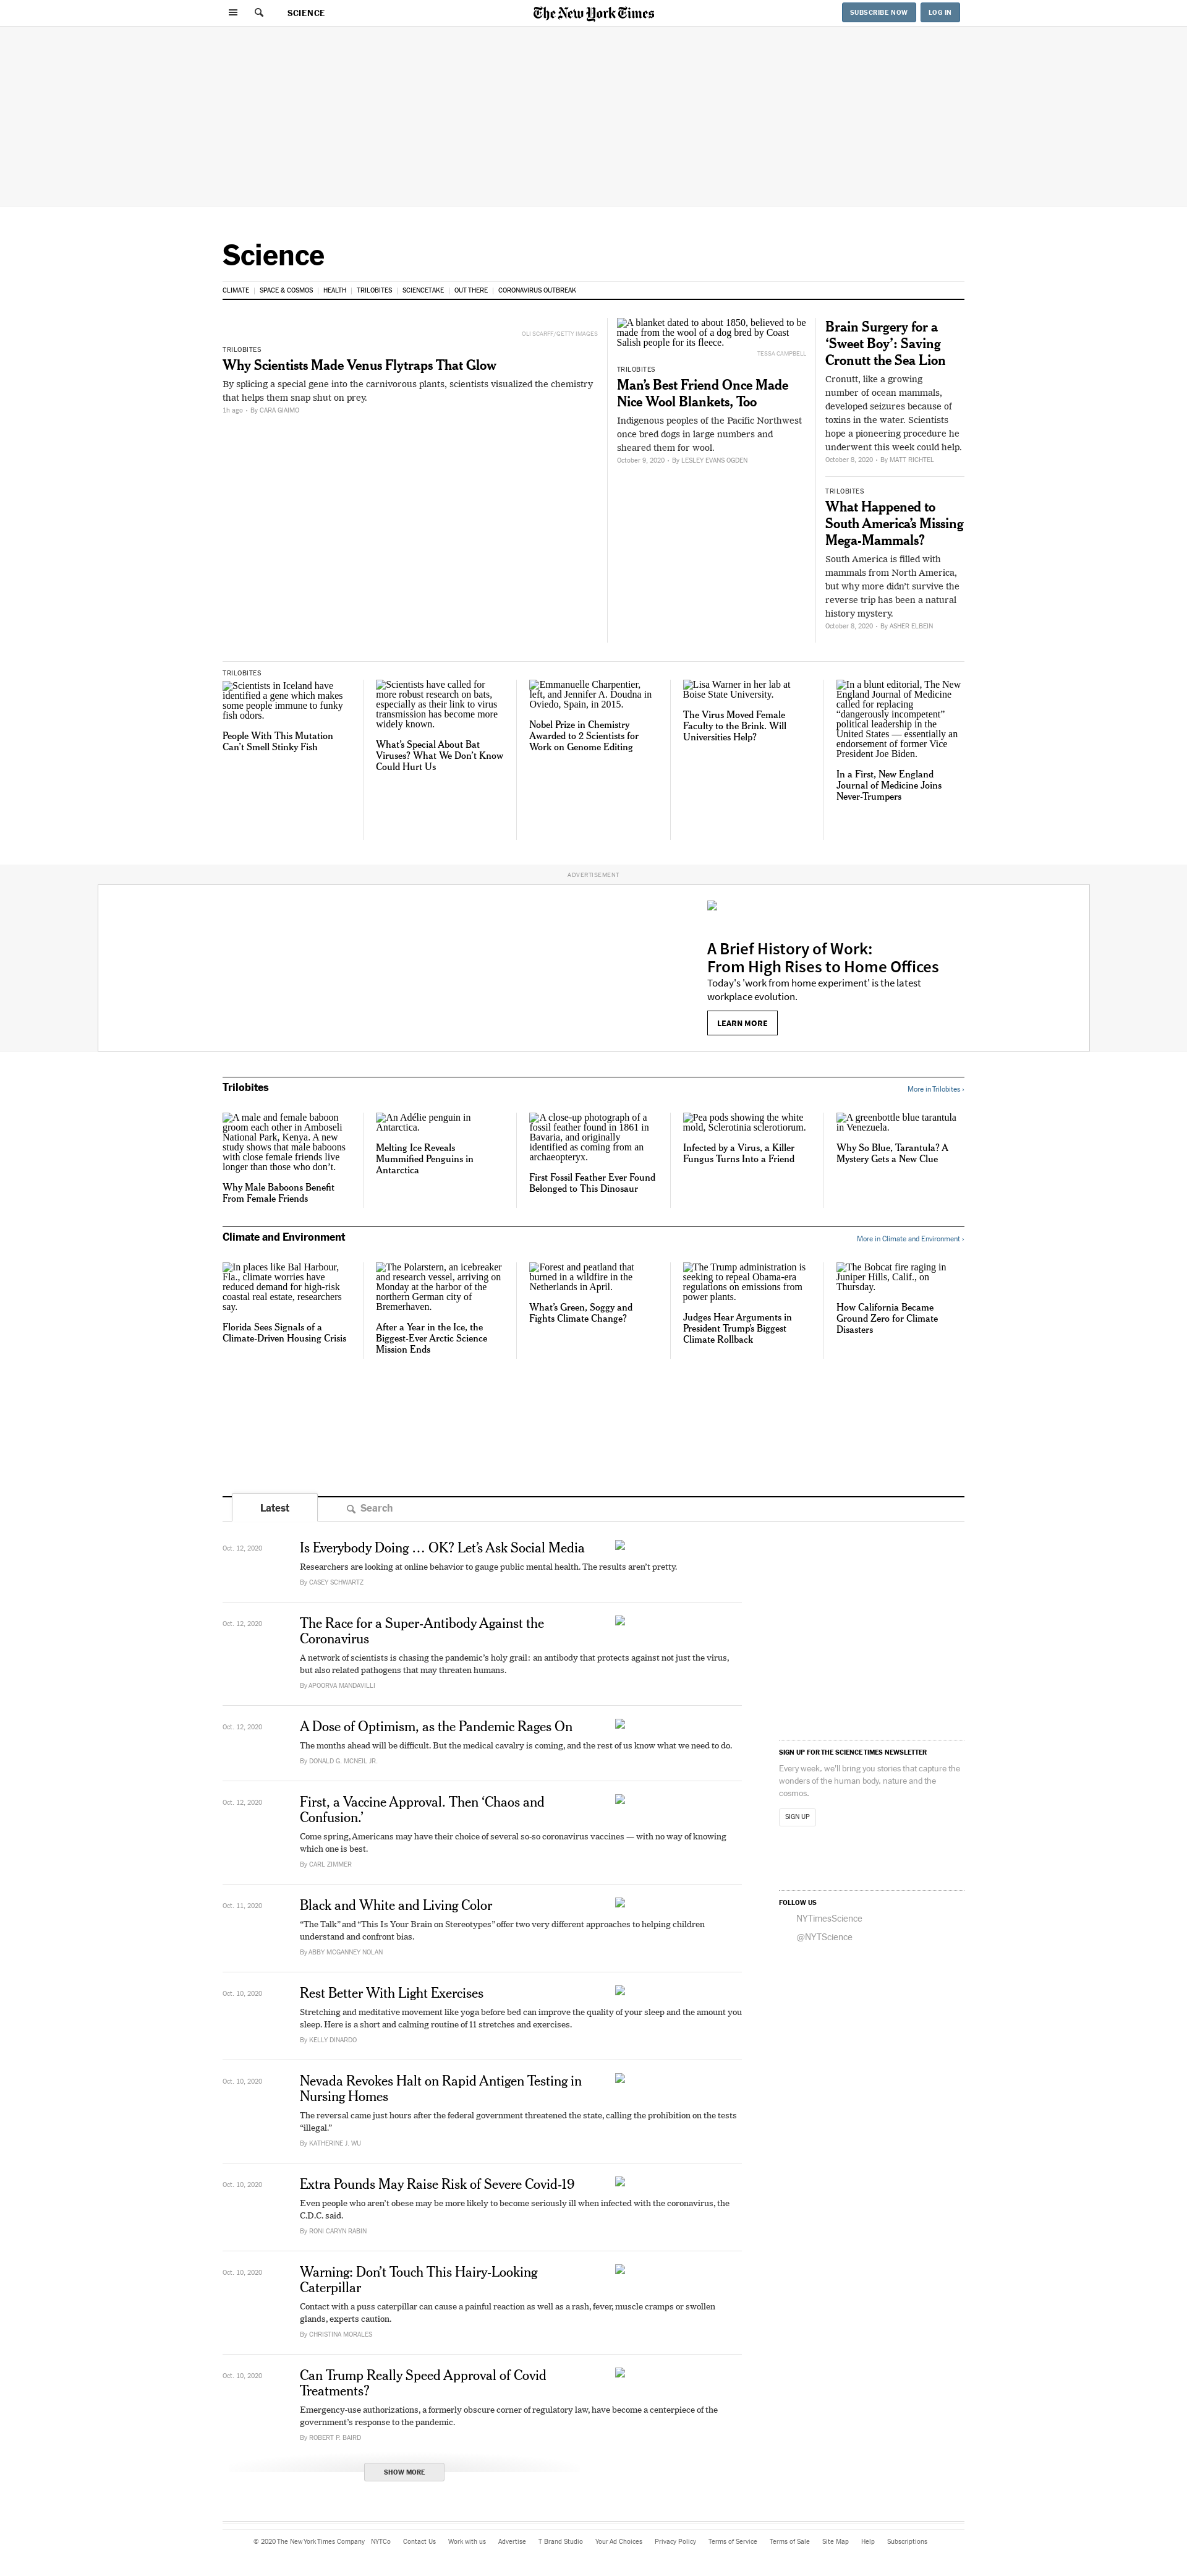 SCIENCE
The New York Times
SUBSCRIBE NOW
LOG IN
Science
CLIMATE | SPACE & COSMOS | HEALTH | TRILOBITES | SCIENCETAKE | OUT THERE | CORONAVIRUS OUTBREAK
OLI SCARFF/GETTY IMAGES
TRILOBITES
Why Scientists Made Venus Flytraps That Glow
By splicing a special gene into the carnivorous plants, scientists visualized the chemistry
that helps them snap shut on prey.
1h ago • By CARA GIAIMO
A blanket dated to about 1850, believed to be
made from the wool of a dog bred by Coast
Salish people for its fleece.
TESSA CAMPBELL
TRILOBITES
Man’s Best Friend Once Made
Nice Wool Blankets, Too
Indigenous peoples of the Pacific Northwest
once bred dogs in large numbers and
sheared them for wool.
October 9, 2020 • By LESLEY EVANS OGDEN
Brain Surgery for a
‘Sweet Boy’: Saving
Cronutt the Sea Lion
Cronutt, like a growing
number of ocean mammals,
developed seizures because of
toxins in the water. Scientists
hope a pioneering procedure he
underwent this week could help.
October 8, 2020 • By MATT RICHTEL
TRILOBITES
What Happened to
South America’s Missing
Mega-Mammals?
South America is filled with
mammals from North America,
but why more didn’t survive the
reverse trip has been a natural
history mystery.
October 8, 2020 • By ASHER ELBEIN
TRILOBITES
Scientists in Iceland have
identified a gene which makes
some people immune to funky
fish odors.
People With This Mutation
Can’t Smell Stinky Fish
Scientists have called for
more robust research on bats,
especially as their link to virus
transmission has become more
widely known.
What’s Special About Bat
Viruses? What We Don’t Know
Could Hurt Us
Emmanuelle Charpentier,
left, and Jennifer A. Doudna in
Oviedo, Spain, in 2015.
Nobel Prize in Chemistry
Awarded to 2 Scientists for
Work on Genome Editing
Lisa Warner in her lab at
Boise State University.
The Virus Moved Female
Faculty to the Brink. Will
Universities Help?
In a blunt editorial, The New
England Journal of Medicine
called for replacing
“dangerously incompetent”
political leadership in the
United States — essentially an
endorsement of former Vice
President Joe Biden.
In a First, New England
Journal of Medicine Joins
Never-Trumpers
ADVERTISEMENT
A Brief History of Work:
From High Rises to Home Offices
Today's 'work from home experiment' is the latest
workplace evolution.
LEARN MORE
Trilobites
More in Trilobites ›
A male and female baboon
groom each other in Amboseli
National Park, Kenya. A new
study shows that male baboons
with close female friends live
longer than those who don’t.
Why Male Baboons Benefit
From Female Friends
An Adélie penguin in
Antarctica.
Melting Ice Reveals
Mummified Penguins in
Antarctica
A close-up photograph of a
fossil feather found in 1861 in
Bavaria, and originally
identified as coming from an
archaeopteryx.
First Fossil Feather Ever Found
Belonged to This Dinosaur
Pea pods showing the white
mold, Sclerotinia sclerotiorum.
Infected by a Virus, a Killer
Fungus Turns Into a Friend
A greenbottle blue tarantula
in Venezuela.
Why So Blue, Tarantula? A
Mystery Gets a New Clue
Climate and Environment
More in Climate and Environment ›
In places like Bal Harbour,
Fla., climate worries have
reduced demand for high-risk
coastal real estate, researchers
say.
Florida Sees Signals of a
Climate-Driven Housing Crisis
The Polarstern, an icebreaker
and research vessel, arriving on
Monday at the harbor of the
northern German city of
Bremerhaven.
After a Year in the Ice, the
Biggest-Ever Arctic Science
Mission Ends
Forest and peatland that
burned in a wildfire in the
Netherlands in April.
What’s Green, Soggy and
Fights Climate Change?
The Trump administration is
seeking to repeal Obama-era
regulations on emissions from
power plants.
Judges Hear Arguments in
President Trump’s Biggest
Climate Rollback
The Bobcat fire raging in
Juniper Hills, Calif., on
Thursday.
How California Became
Ground Zero for Climate
Disasters
Latest
Search
Oct. 12, 2020
Is Everybody Doing … OK? Let’s Ask Social Media
Researchers are looking at online behavior to gauge public mental health. The results aren’t pretty.
By CASEY SCHWARTZ
Oct. 12, 2020
The Race for a Super-Antibody Against the
Coronavirus
A network of scientists is chasing the pandemic’s holy grail: an antibody that protects against not just the virus,
but also related pathogens that may threaten humans.
By APOORVA MANDAVILLI
Oct. 12, 2020
A Dose of Optimism, as the Pandemic Rages On
The months ahead will be difficult. But the medical cavalry is coming, and the rest of us know what we need to do.
By DONALD G. MCNEIL JR.
Oct. 12, 2020
First, a Vaccine Approval. Then ‘Chaos and
Confusion.’
Come spring, Americans may have their choice of several so-so coronavirus vaccines — with no way of knowing
which one is best.
By CARL ZIMMER
Oct. 11, 2020
Black and White and Living Color
“The Talk” and “This Is Your Brain on Stereotypes” offer two very different approaches to helping children
understand and confront bias.
By ABBY MCGANNEY NOLAN
Oct. 10, 2020
Rest Better With Light Exercises
Stretching and meditative movement like yoga before bed can improve the quality of your sleep and the amount you
sleep. Here is a short and calming routine of 11 stretches and exercises.
By KELLY DINARDO
Oct. 10, 2020
Nevada Revokes Halt on Rapid Antigen Testing in
Nursing Homes
The reversal came just hours after the federal government threatened the state, calling the prohibition on the tests
“illegal.”
By KATHERINE J. WU
Oct. 10, 2020
Extra Pounds May Raise Risk of Severe Covid-19
Even people who aren’t obese may be more likely to become seriously ill when infected with the coronavirus, the
C.D.C. said.
By RONI CARYN RABIN
Oct. 10, 2020
Warning: Don’t Touch This Hairy-Looking
Caterpillar
Contact with a puss caterpillar can cause a painful reaction as well as a rash, fever, muscle cramps or swollen
glands, experts caution.
By CHRISTINA MORALES
Oct. 10, 2020
Can Trump Really Speed Approval of Covid
Treatments?
Emergency-use authorizations, a formerly obscure corner of regulatory law, have become a centerpiece of the
government’s response to the pandemic.
By ROBERT P. BAIRD
SHOW MORE
SIGN UP FOR THE SCIENCE TIMES NEWSLETTER
Every week, we'll bring you stories that capture the
wonders of the human body, nature and the
cosmos.
SIGN UP
FOLLOW US
NYTimesScience
@NYTScience
© 2020 The New York Times Company NYTCo Contact Us Work with us Advertise T Brand Studio Your Ad Choices Privacy Policy Terms of Service Terms of Sale Site Map Help Subscriptions